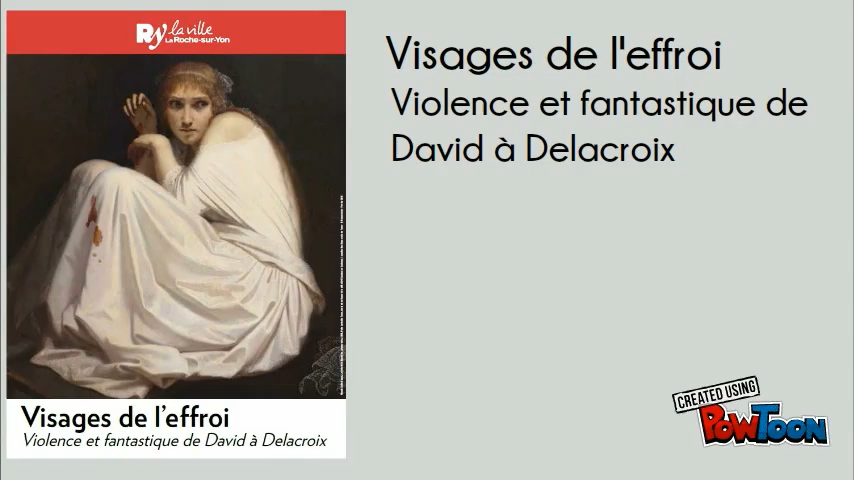 Ry la ville
La Roche-sur-Yon
Visages de l'effroi
Violence et fantastique de David à Delacroix
Visages de l'effroi
Violence et fantastique de
David à Delacroix
CREATED USING
POWTOON